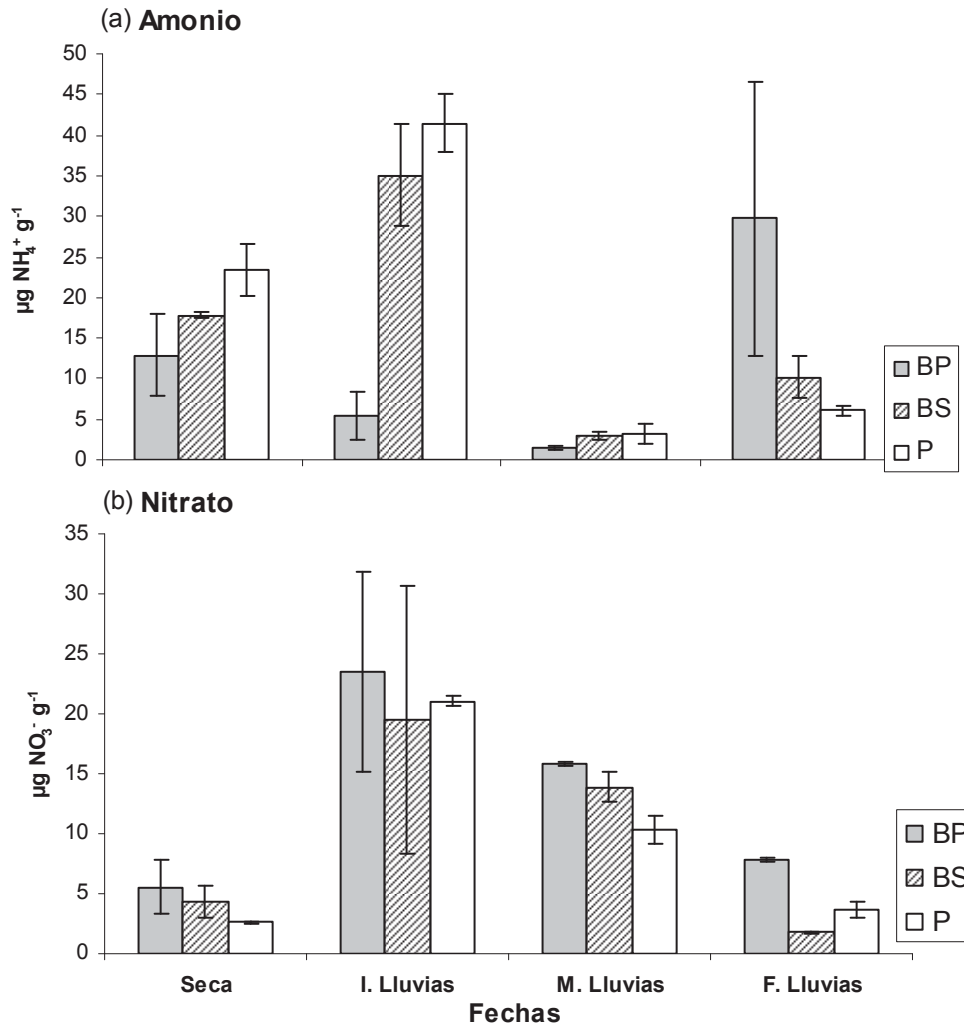 (a) Amonio
50
45
40
35
30
25
20
15
10
5
0
µg NH₄⁺ g⁻¹
BP
BS
P
(b) Nitrato
35
30
25
20
15
10
5
0
µg NO₃⁻ g⁻¹
BP
BS
P
Seca I. Lluvias M. Lluvias F. Lluvias
Fechas